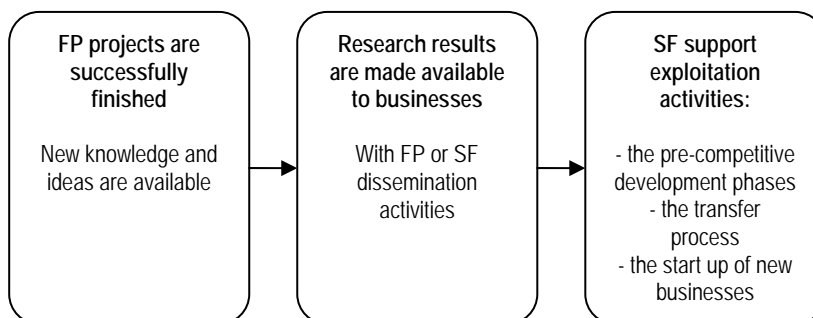 FP projects are
successfully
finished
New knowledge and
ideas are available
Research results
are made available
to businesses
With FP or SF
dissemination
activities
SF support
exploitation
activities:
- the pre-competitive
development phases
- the transfer
process
- the start up of new
businesses